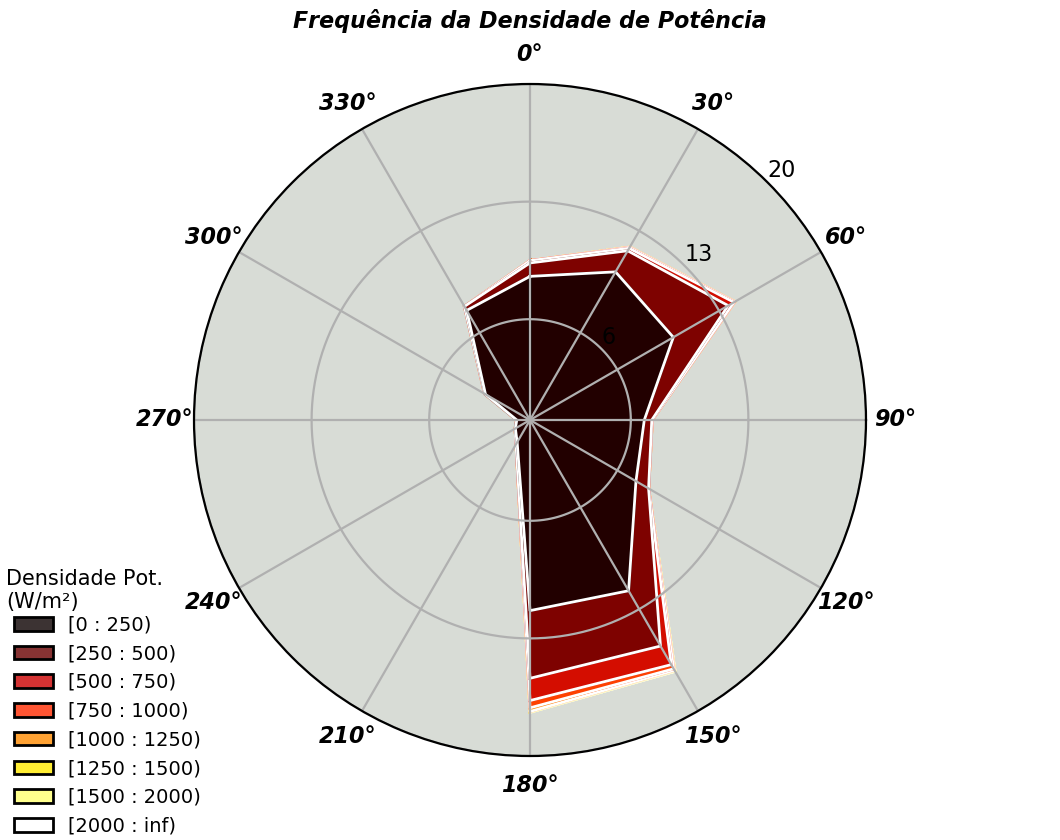 Frequência da Densidade de Potência
0°
330°
30°
20
300°
60°
13
6
270°
90°
Densidade Pot.
(W/m²)
240°
120°
[0 : 250)
[250 : 500)
[500 : 750)
[750 : 1000)
210°
150°
[1000 : 1250)
[1250 : 1500)
180°
[1500 : 2000)
[2000 : inf)